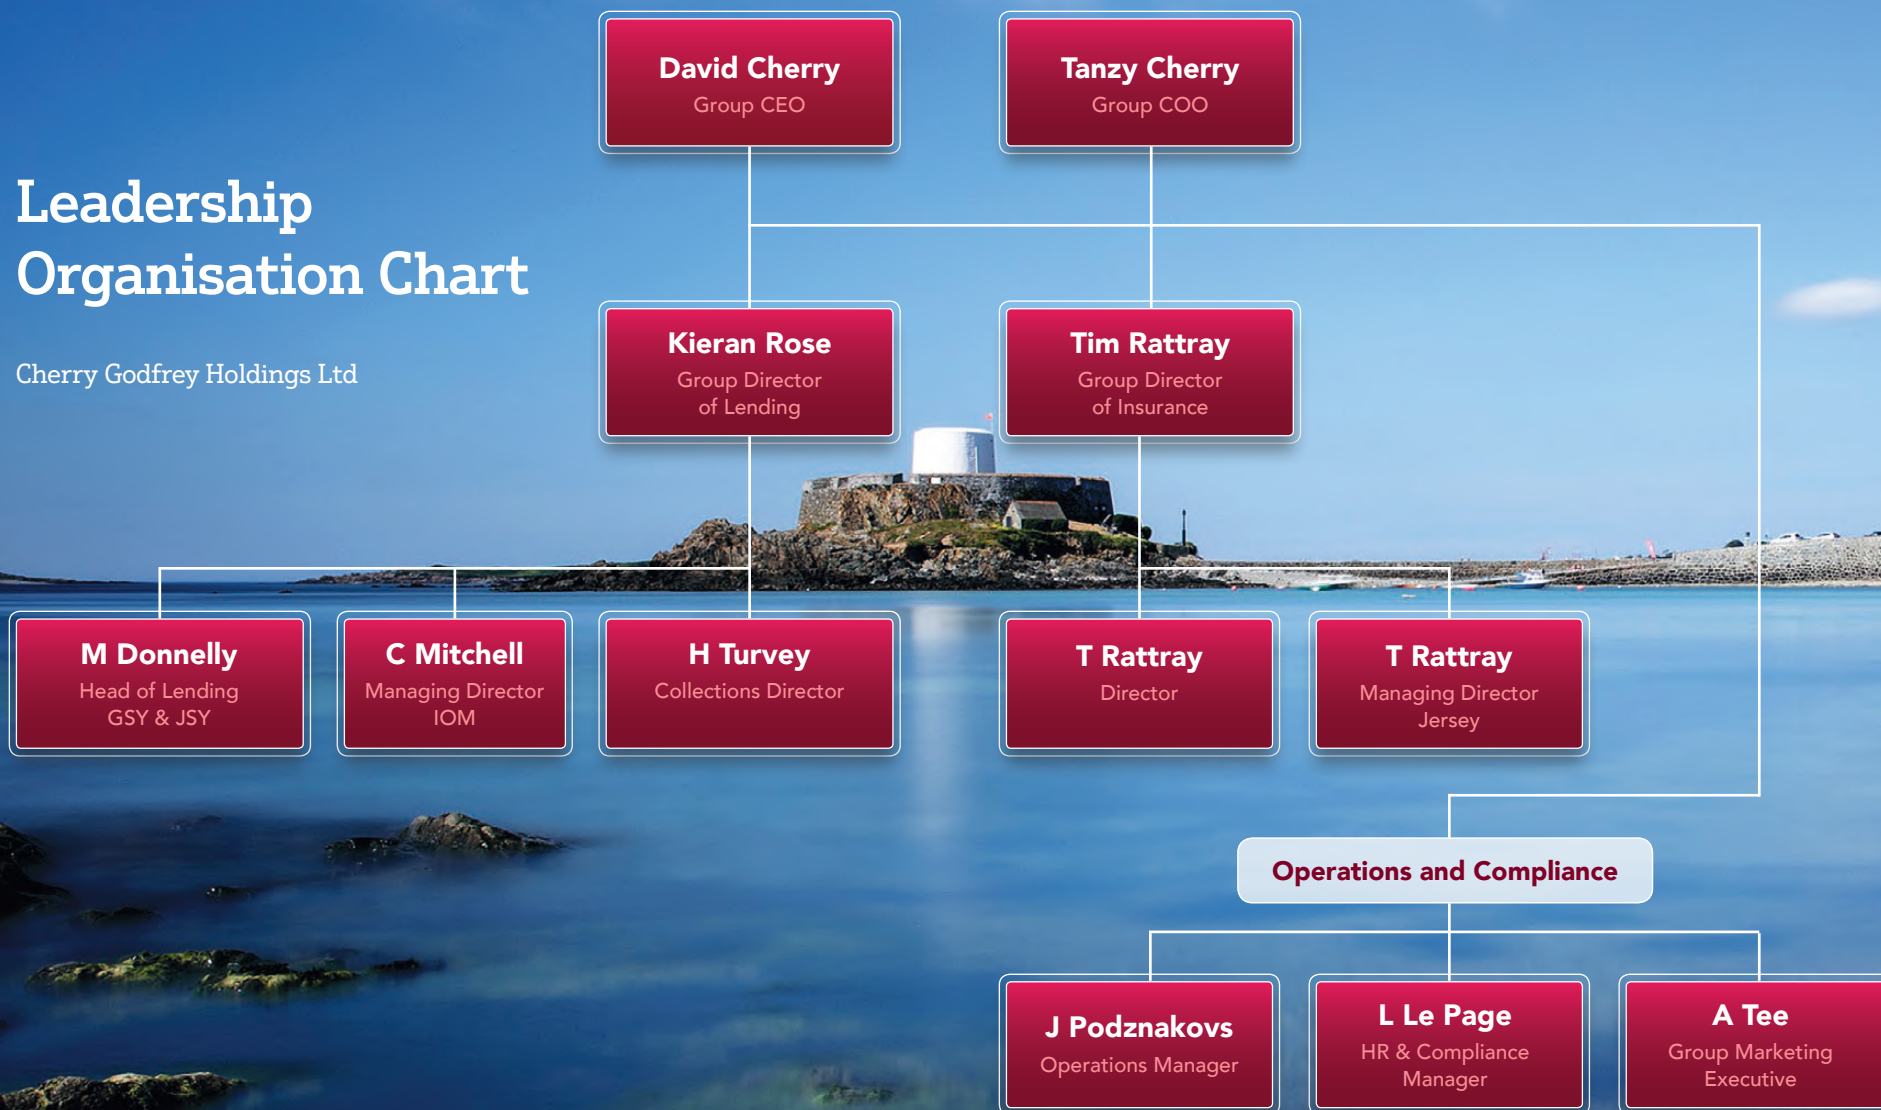 David Cherry
Group CEO
Tanzy Cherry
Group COO
Leadership
Organisation Chart
Cherry Godfrey Holdings Ltd
Kieran Rose
Group Director
of Lending
Tim Rattray
Group Director
of Insurance
M Donnelly
Head of Lending
GSY & JSY
C Mitchell
Managing Director
IOM
H Turvey
Collections Director
T Rattray
Director
T Rattray
Managing Director
Jersey
Operations and Compliance
J Podznakovs
Operations Manager
L Le Page
HR & Compliance
Manager
A Tee
Group Marketing
Executive